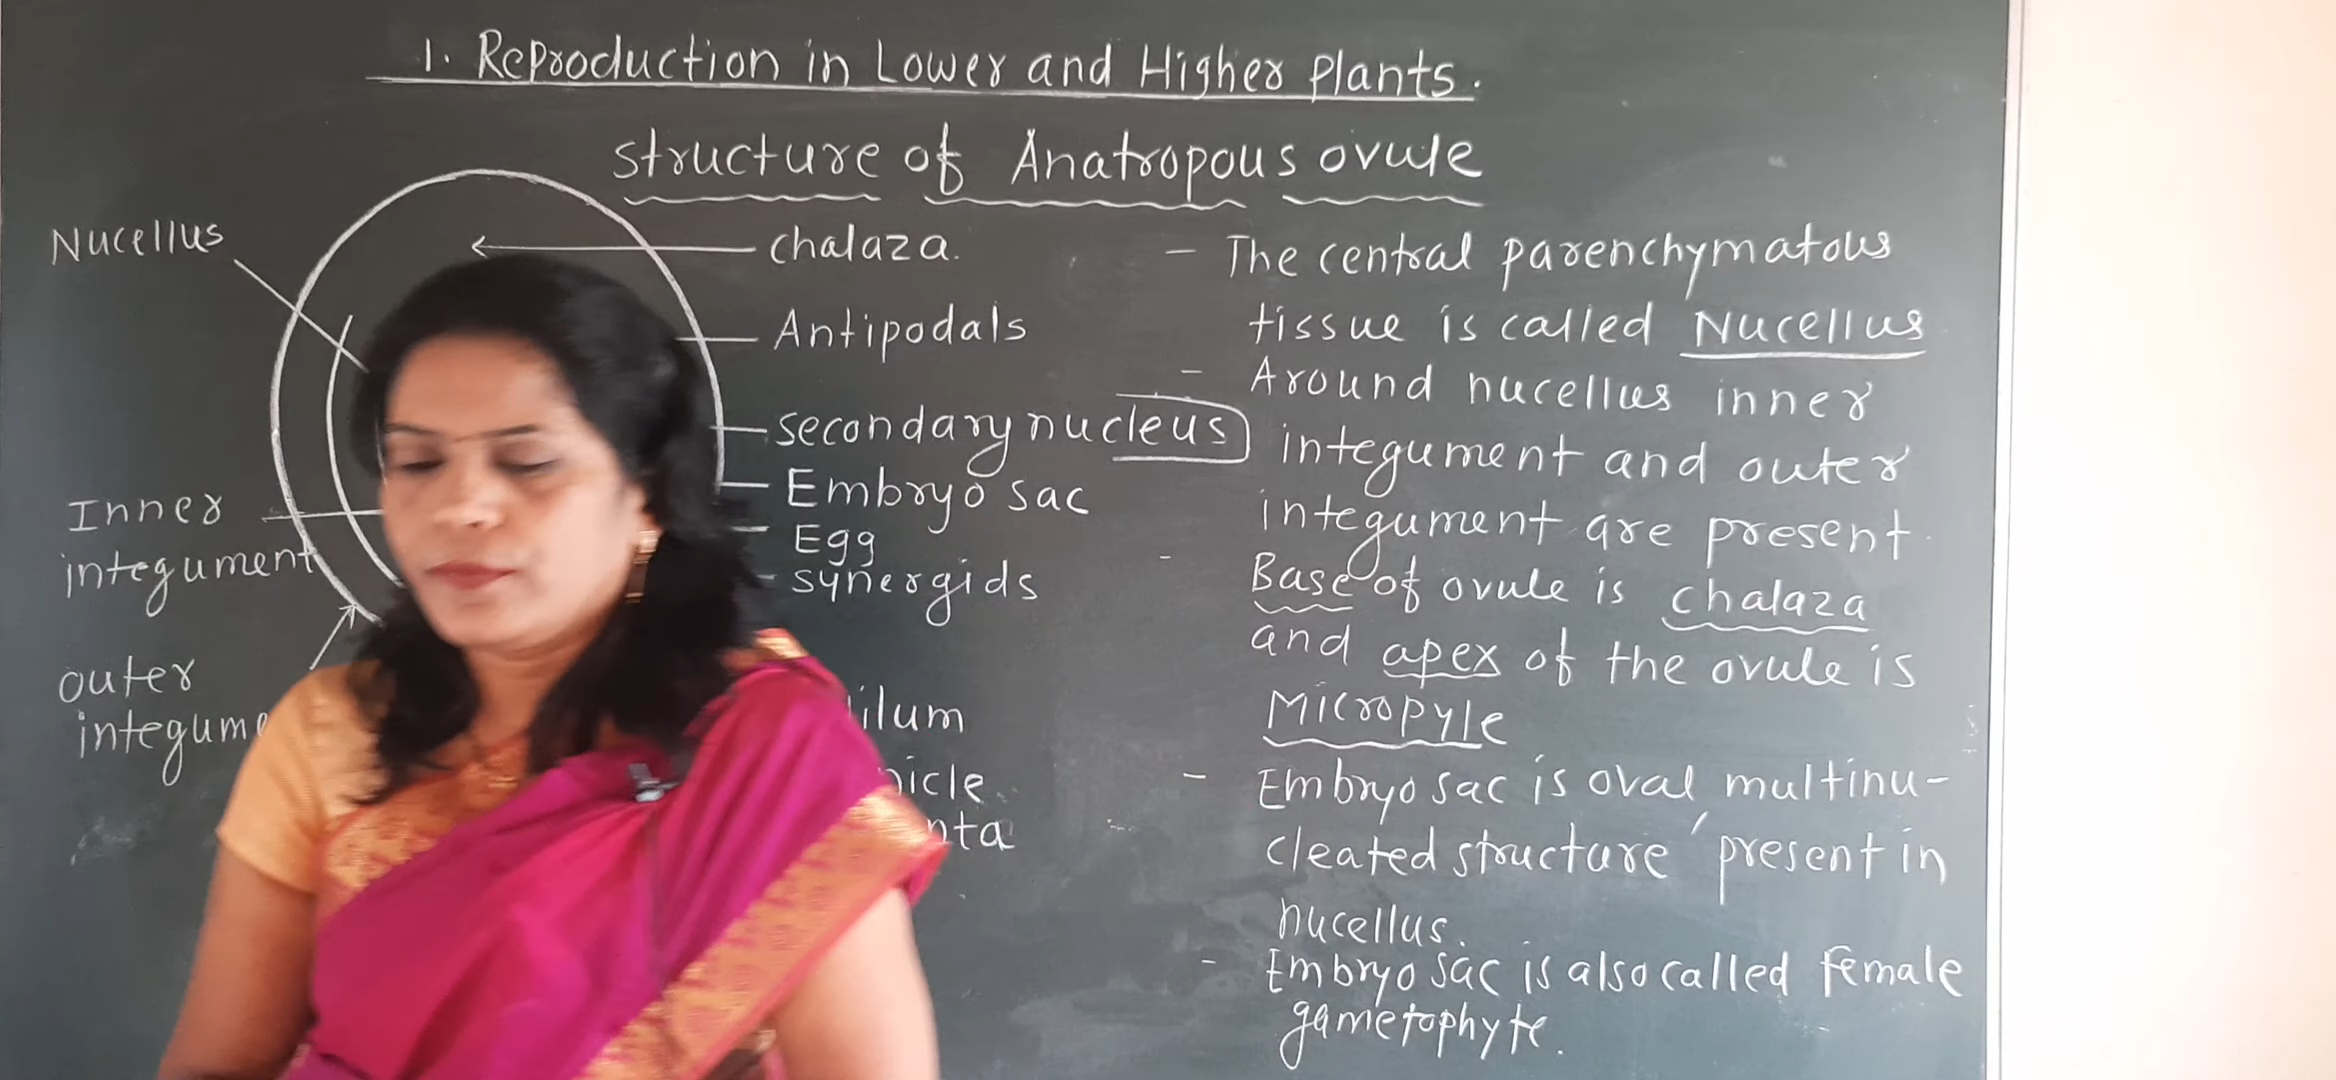 1. Reproduction in Lower and Higher plants.
structure of Anatropous ovule
Nucellus
Inner
integument
outer
integume
chalaza.
Antipodals
secondary nucleus
Embryo sac
Egg
synergids
ilum
icle
nta
- The central parenchymatous
tissue is called Nucellus
- Around nucellus inner
integument and outer
integument are present.
- Base of ovule is chalaza
and apex of the ovule is
Micropyle
- Embryo sac is oval, multinu-
cleated structure present in
nucellus.
- Embryo sac is also called female
gametophyte.